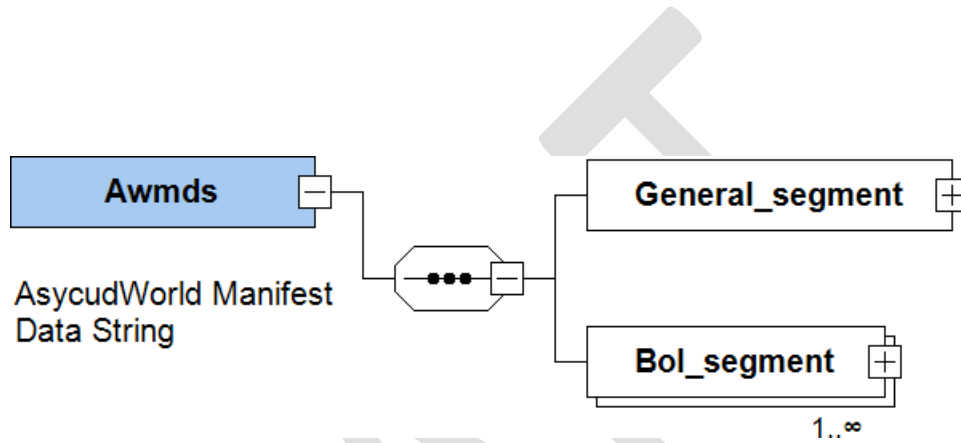 Awmds
General_segment
AsycudWorld Manifest
Data String
Bol_segment
1..∞